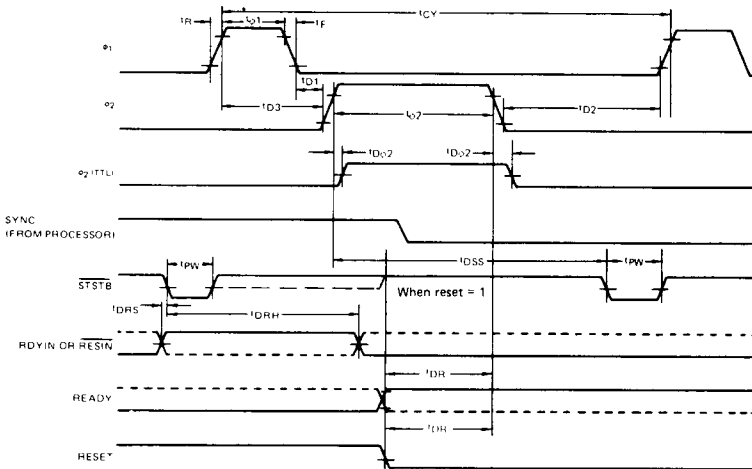 tR tϕ1 tF tCY
ϕ1
tD1
ϕ2
tD3 tϕ2 tD2
tDϕ2 tDϕ2
ϕ2 (TTL)
SYNC
(FROM PROCESSOR)
tDSS
tPW tPW
STSTB
When reset = 1
tDRS tDRH
RDYIN OR RESIN
tDR
READY
tDR
RESET